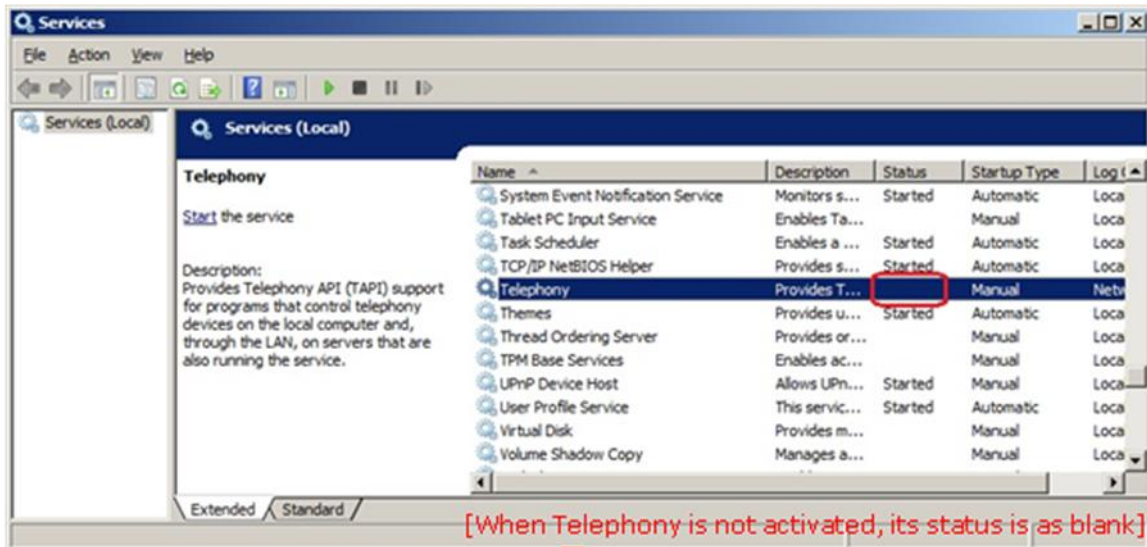 Services
File Action View Help
Services (Local)
Services (Local)
Telephony
Start the service
Description:
Provides Telephony API (TAPI) support
for programs that control telephony
devices on the local computer and,
through the LAN, on servers that are
also running the service.
Name Description Status Startup Type Log
System Event Notification Service Monitors s... Started Automatic Loca
Tablet PC Input Service Enables Ta... Manual Loca
Task Scheduler Enables a ... Started Automatic Loca
TCP/IP NetBIOS Helper Provides s... Started Automatic Loca
Telephony Provides T... Manual Netw
Themes Provides u... Started Automatic Loca
Thread Ordering Server Provides or... Manual Loca
TPM Base Services Enables ac... Manual Loca
UPnP Device Host Allows UPn... Started Manual Loca
User Profile Service This servic... Started Automatic Loca
Virtual Disk Provides m... Manual Loca
Volume Shadow Copy Manages a... Manual Loca
Extended Standard
[When Telephony is not activated, its status is as blank]